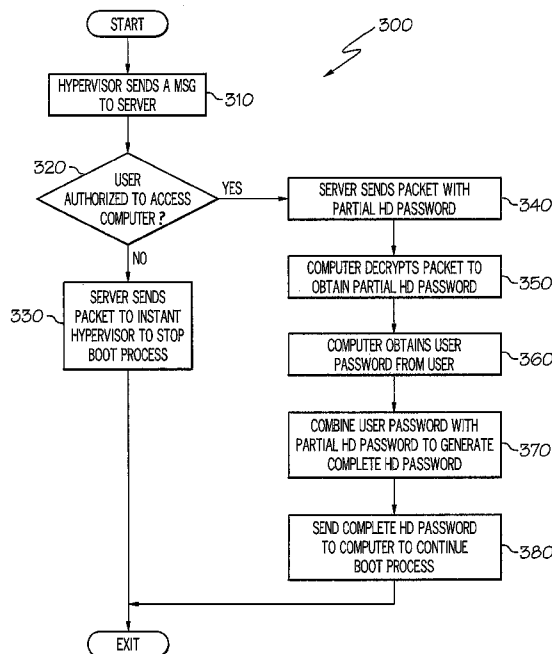 START
300
HYPERVISOR SENDS A MSG
TO SERVER
310
320
USER
AUTHORIZED TO ACCESS
COMPUTER?
YES
NO
SERVER SENDS
PACKET TO INSTANT
HYPERVISOR TO STOP
BOOT PROCESS
330
SERVER SENDS PACKET WITH
PARTIAL HD PASSWORD
340
COMPUTER DECRYPTS PACKET TO
OBTAIN PARTIAL HD PASSWORD
350
COMPUTER OBTAINS USER
PASSWORD FROM USER
360
COMBINE USER PASSWORD WITH
PARTIAL HD PASSWORD TO GENERATE
COMPLETE HD PASSWORD
370
SEND COMPLETE HD PASSWORD
TO COMPUTER TO CONTINUE
BOOT PROCESS
380
EXIT